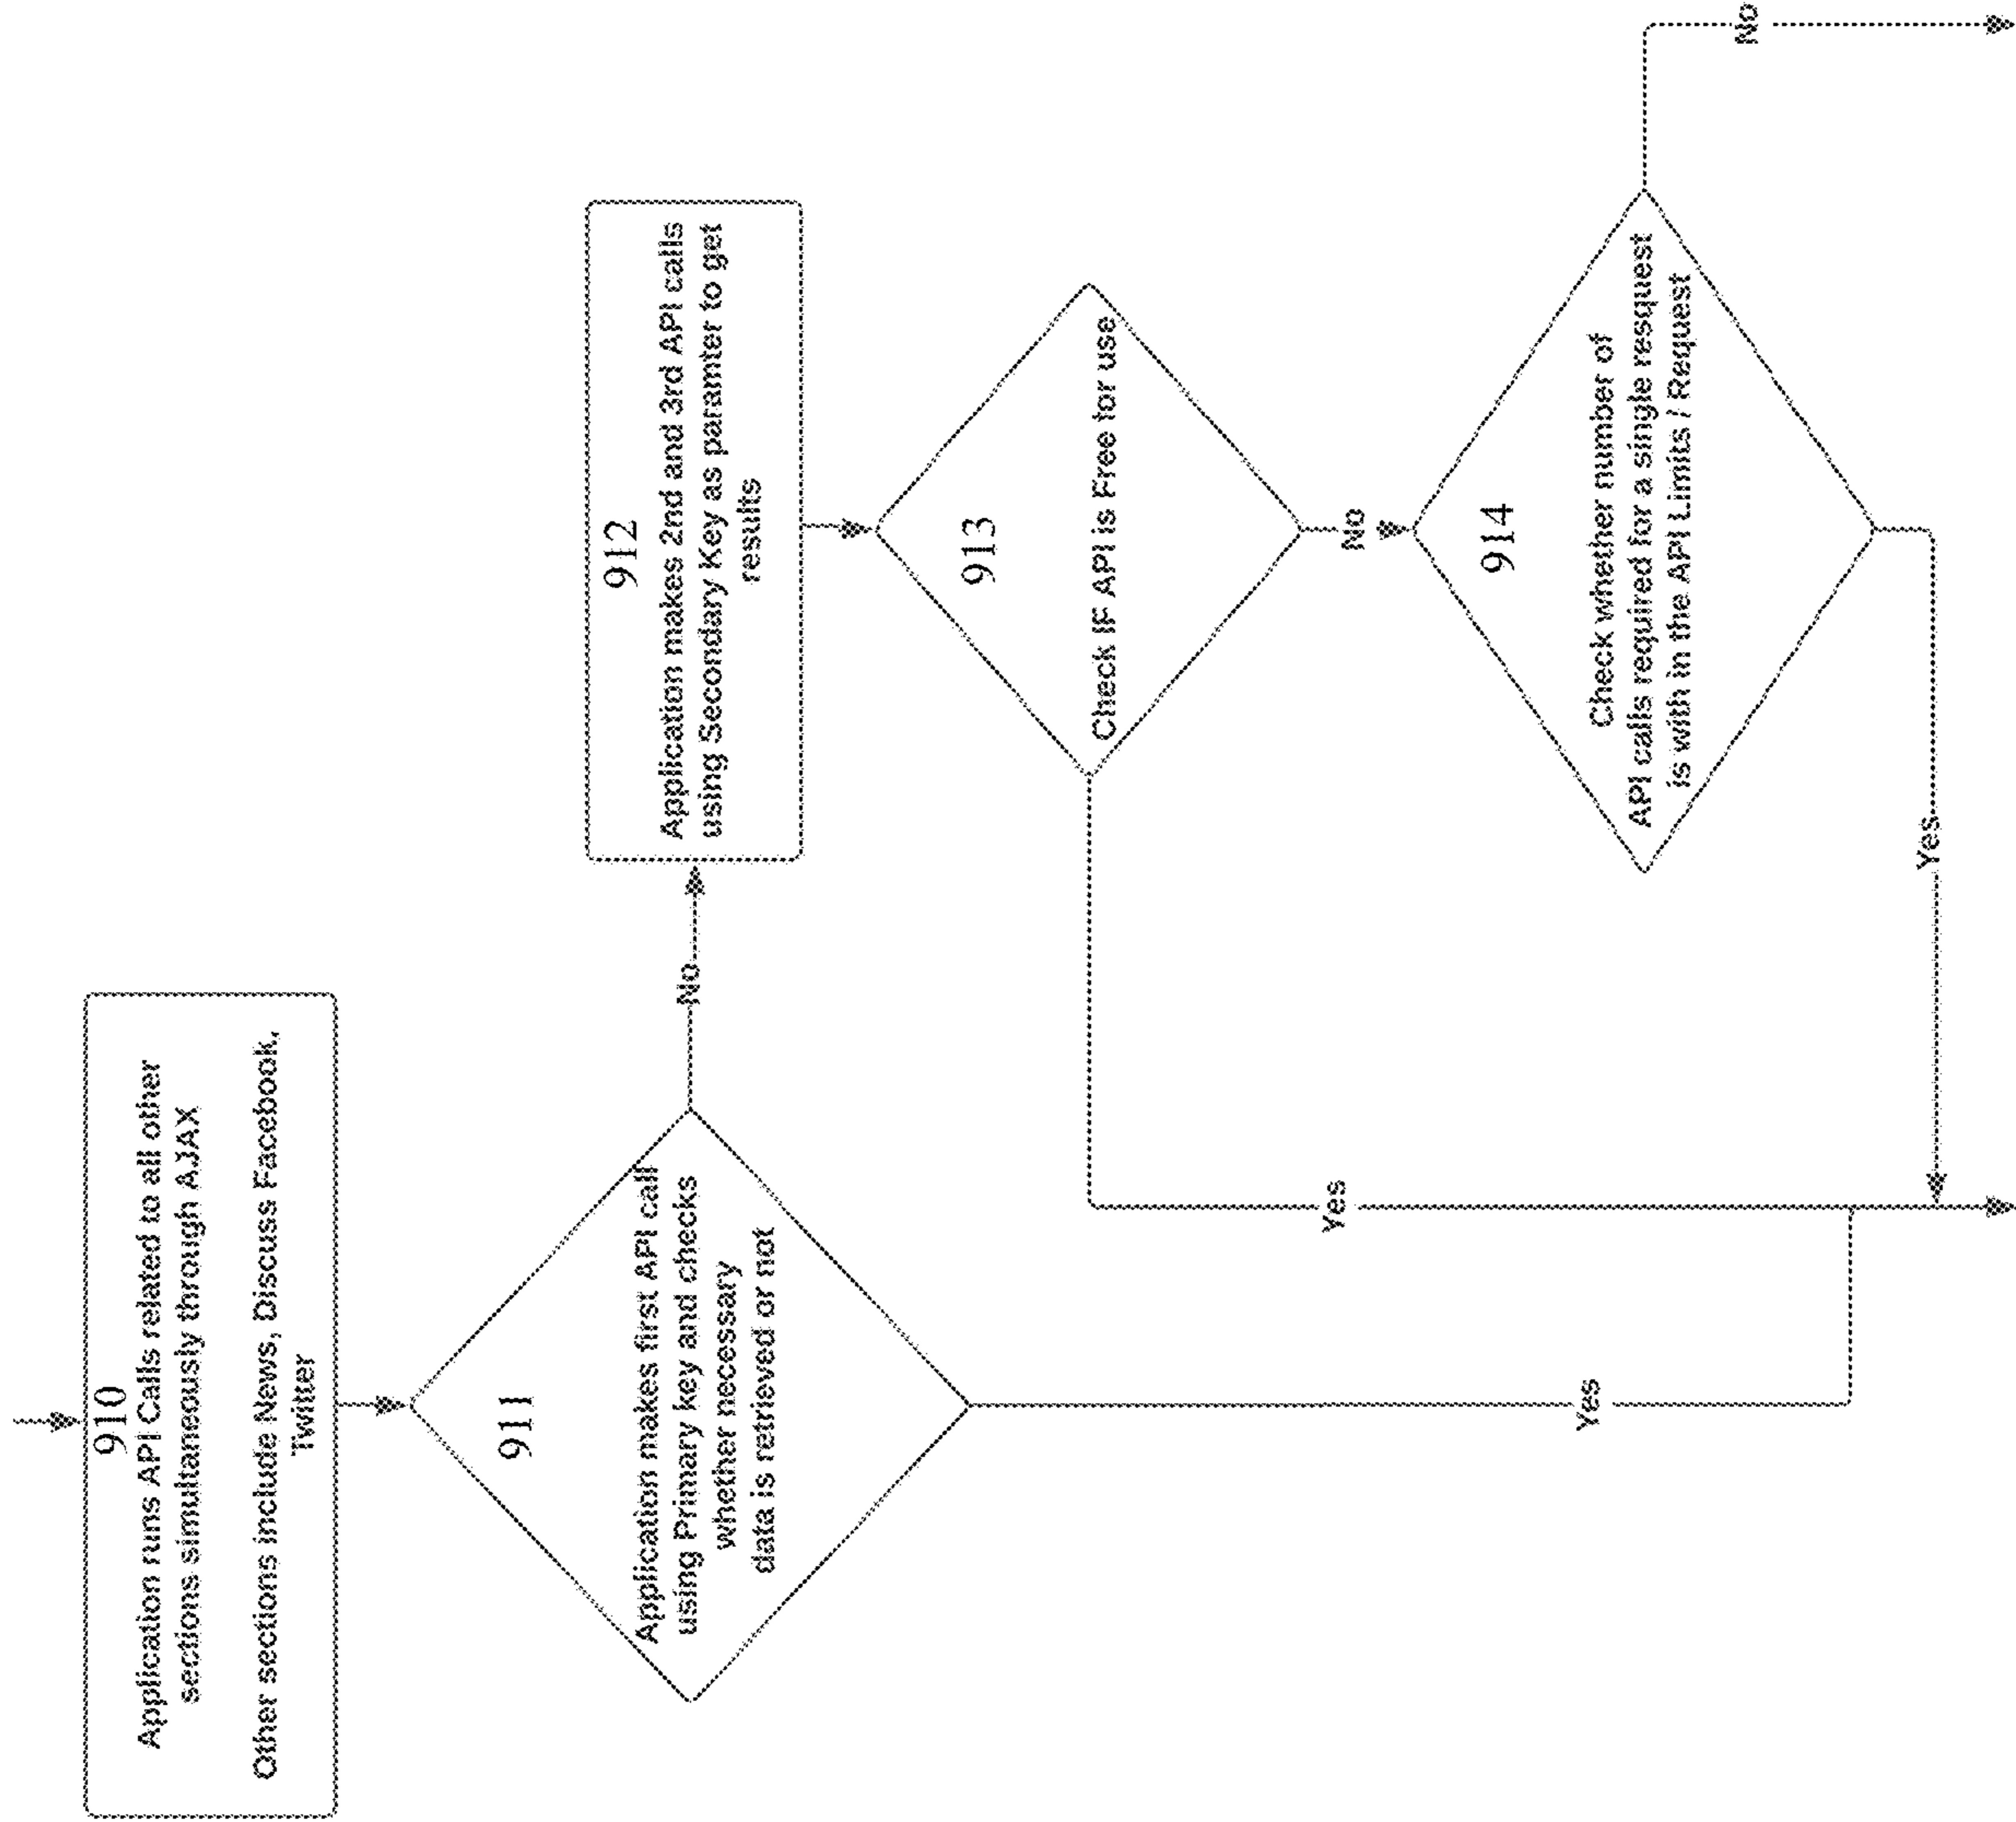 910
Application runs API Calls related to all other
sections simultaneously through AJAX
Other sections include News, Discuss Facebook,
Twitter
911
Application makes first API call
using Primary key and checks
whether necessary
data is retrieved or not
No
Yes
912
Application makes 2nd and 3rd API calls
using Secondary Key as paramter to get
results
913
Check IF API is Free for use
Yes
No
914
Check whether number of
API calls required for a single resquest
is with in the API Limits / Request
Yes
No